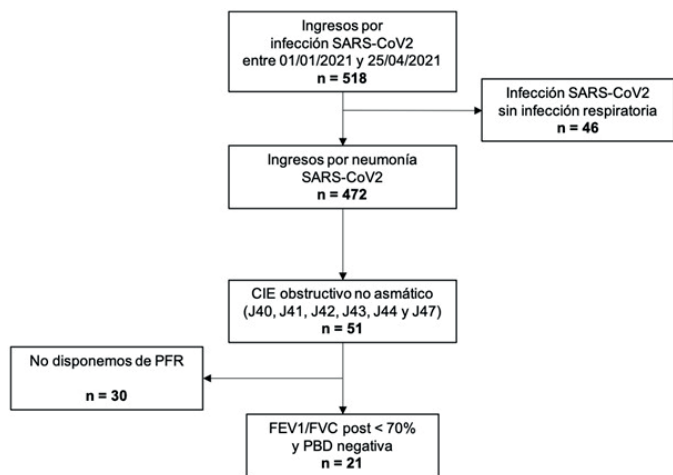 Ingresos por
infección SARS-CoV2
entre 01/01/2021 y 25/04/2021
n = 518
Infección SARS-CoV2
sin infección respiratoria
n = 46
Ingresos por neumonía
SARS-CoV2
n = 472
CIE obstructivo no asmático
(J40, J41, J42, J43, J44 y J47)
n = 51
No disponemos de PFR
n = 30
FEV1/FVC post < 70%
y PBD negativa
n = 21